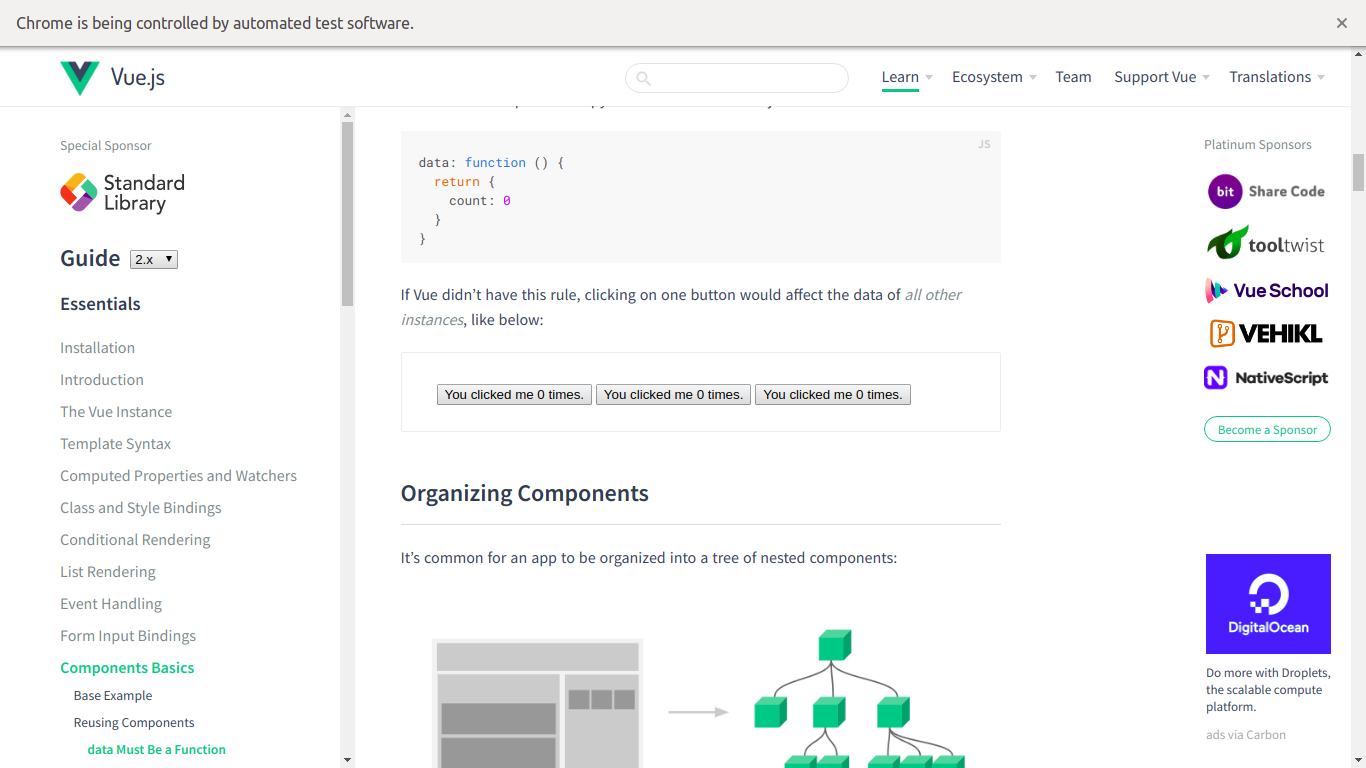 Chrome is being controlled by automated test software.
Vue.js
Learn
Ecosystem
Team
Support Vue
Translations
Special Sponsor
Standard
Library
Guide
2.x
Essentials
Installation
Introduction
The Vue Instance
Template Syntax
Computed Properties and Watchers
Class and Style Bindings
Conditional Rendering
List Rendering
Event Handling
Form Input Bindings
Components Basics
Base Example
Reusing Components
data Must Be a Function
JS
data: function () {
return {
count: 0
}
}
If Vue didn’t have this rule, clicking on one button would affect the data of all other
instances, like below:
You clicked me 0 times. You clicked me 0 times. You clicked me 0 times.
Organizing Components
It’s common for an app to be organized into a tree of nested components:
Platinum Sponsors
bit Share Code
tooltwist
Vue School
VEHIKL
NativeScript
Become a Sponsor
DigitalOcean
Do more with Droplets,
the scalable compute
platform.
ads via Carbon